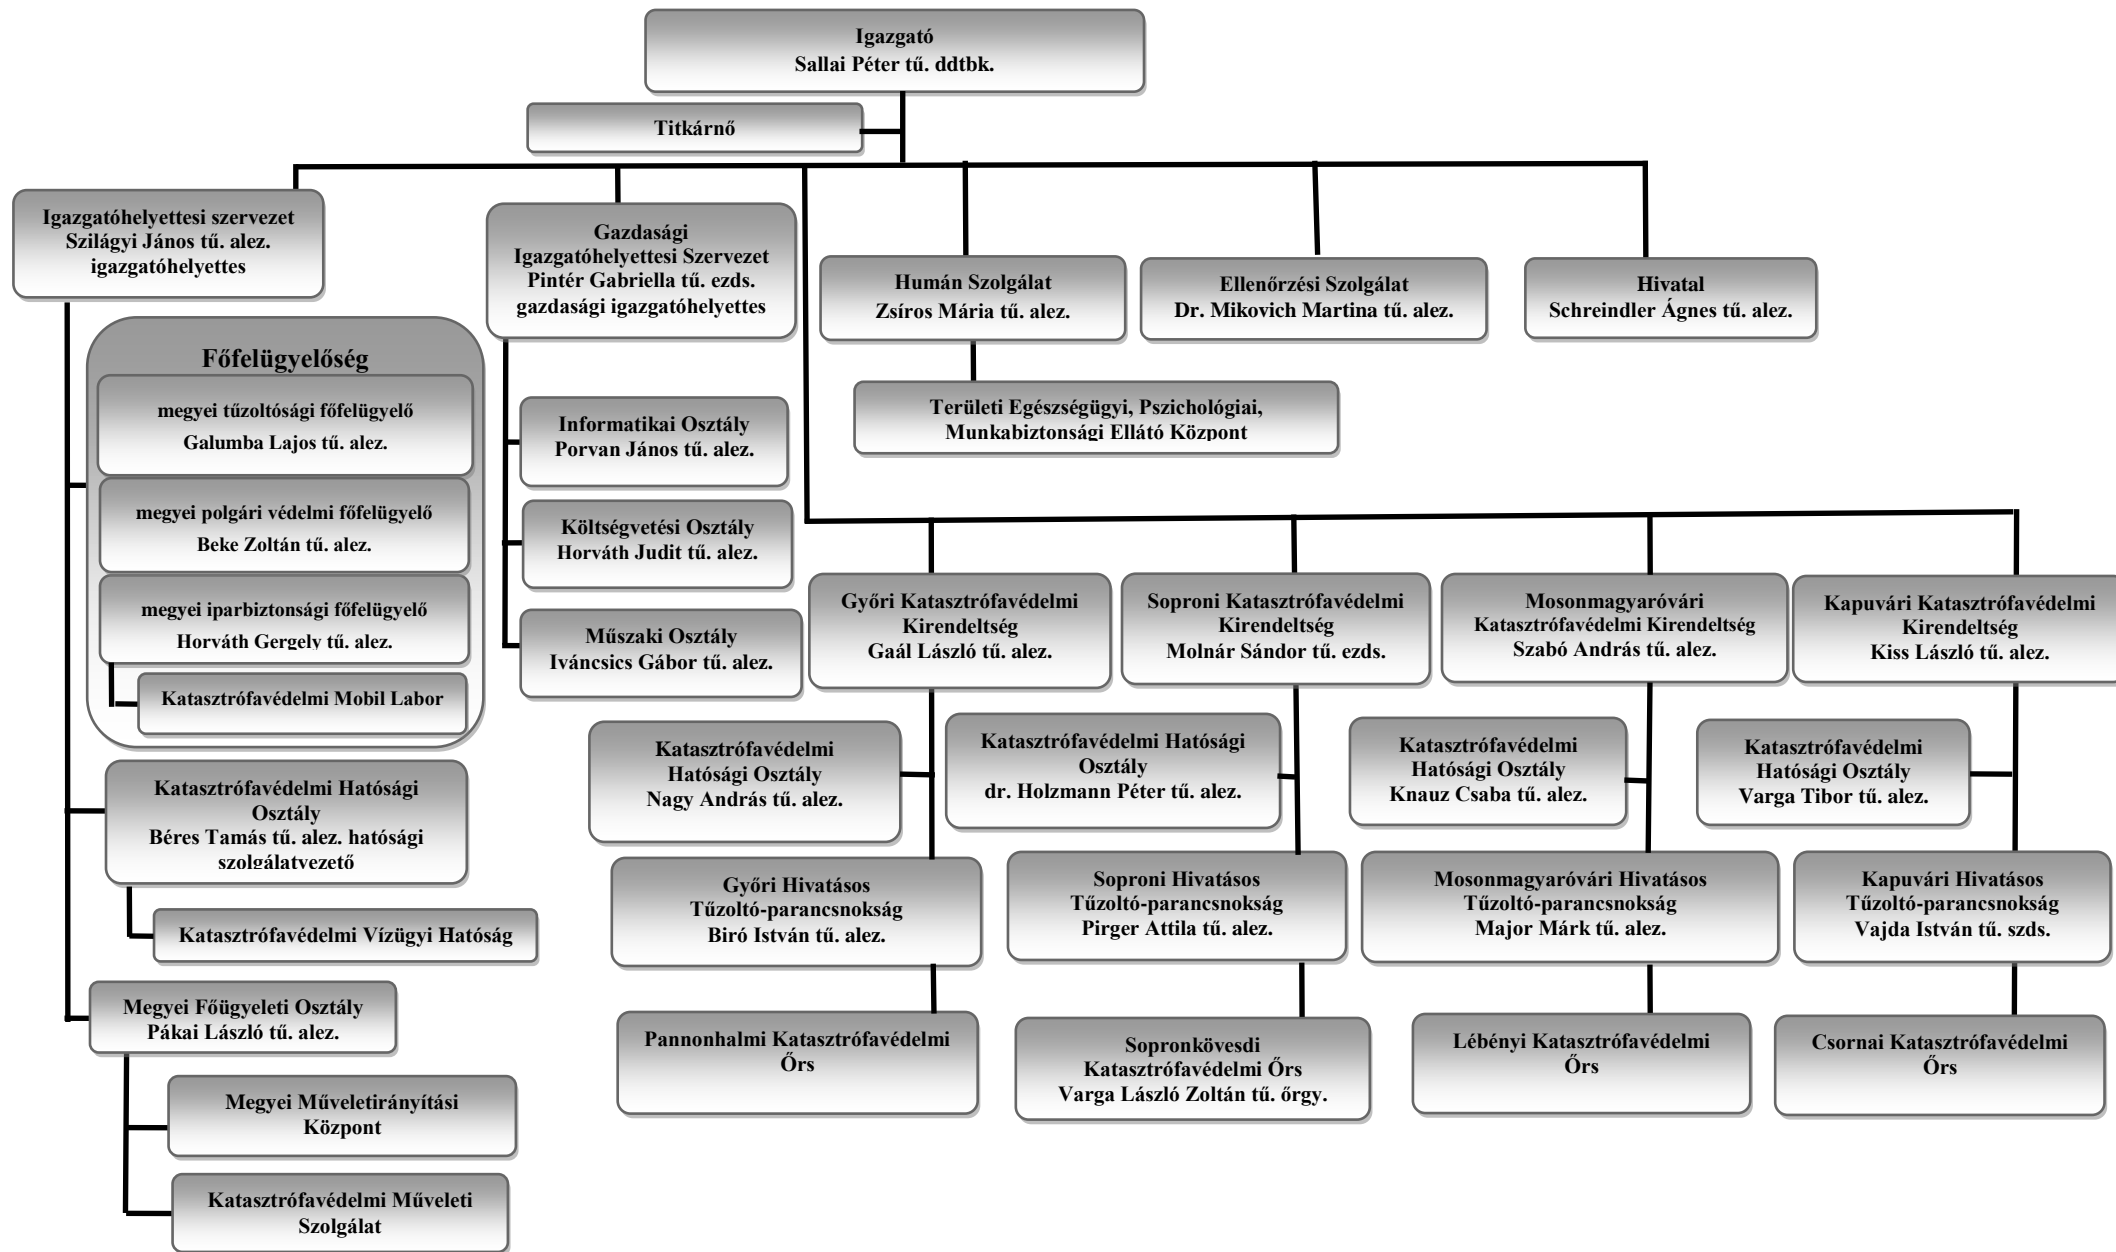 Igazgató
Sallai Péter tű. ddtbk.
Titkárnő
Igazgatóhelyettesi szervezet
Szilágyi János tű. alez.
igazgatóhelyettes
Gazdasági
Igazgatóhelyettesi Szervezet
Pintér Gabriella tű. ezds.
gazdasági igazgatóhelyettes
Humán Szolgálat
Zsíros Mária tű. alez.
Ellenőrzési Szolgálat
Dr. Mikovich Martina tű. alez.
Hivatal
Schreindler Ágnes tű. alez.
Területi Egészségügyi, Pszichológiai,
Munkabiztonsági Ellátó Központ
Főfelügyelőség
megyei tűzoltósági főfelügyelő
Galumba Lajos tű. alez.
megyei polgári védelmi főfelügyelő
Beke Zoltán tű. alez.
megyei iparbiztonsági főfelügyelő
Horváth Gergely tű. alez.
Katasztrófavédelmi Mobil Labor
Katasztrófavédelmi Hatósági
Osztály
Béres Tamás tű. alez. hatósági
szolgálatvezető
Katasztrófavédelmi Vízügyi Hatóság
Megyei Főügyeleti Osztály
Pákai László tű. alez.
Megyei Műveletirányítási
Központ
Katasztrófavédelmi Műveleti
Szolgálat
Informatikai Osztály
Porvan János tű. alez.
Költségvetési Osztály
Horváth Judit tű. alez.
Műszaki Osztály
Iváncsics Gábor tű. alez.
Győri Katasztrófavédelmi
Kirendeltség
Gaál László tű. alez.
Soproni Katasztrófavédelmi
Kirendeltség
Molnár Sándor tű. ezds.
Mosonmagyaróvári
Katasztrófavédelmi Kirendeltség
Szabó András tű. alez.
Kapuvári Katasztrófavédelmi
Kirendeltség
Kiss László tű. alez.
Katasztrófavédelmi
Hatósági Osztály
Nagy András tű. alez.
Katasztrófavédelmi Hatósági
Osztály
dr. Holzmann Péter tű. alez.
Katasztrófavédelmi
Hatósági Osztály
Knauz Csaba tű. alez.
Katasztrófavédelmi
Hatósági Osztály
Varga Tibor tű. alez.
Győri Hivatásos
Tűzoltó-parancsnokság
Biró István tű. alez.
Soproni Hivatásos
Tűzoltó-parancsnokság
Pirger Attila tű. alez.
Mosonmagyaróvári Hivatásos
Tűzoltó-parancsnokság
Major Márk tű. alez.
Kapuvári Hivatásos
Tűzoltó-parancsnokság
Vajda István tű. szds.
Pannonhalmi Katasztrófavédelmi
Őrs
Sopronkövesdi
Katasztrófavédelmi Őrs
Varga László Zoltán tű. őrgy.
Lébényi Katasztrófavédelmi
Őrs
Csornai Katasztrófavédelmi
Őrs